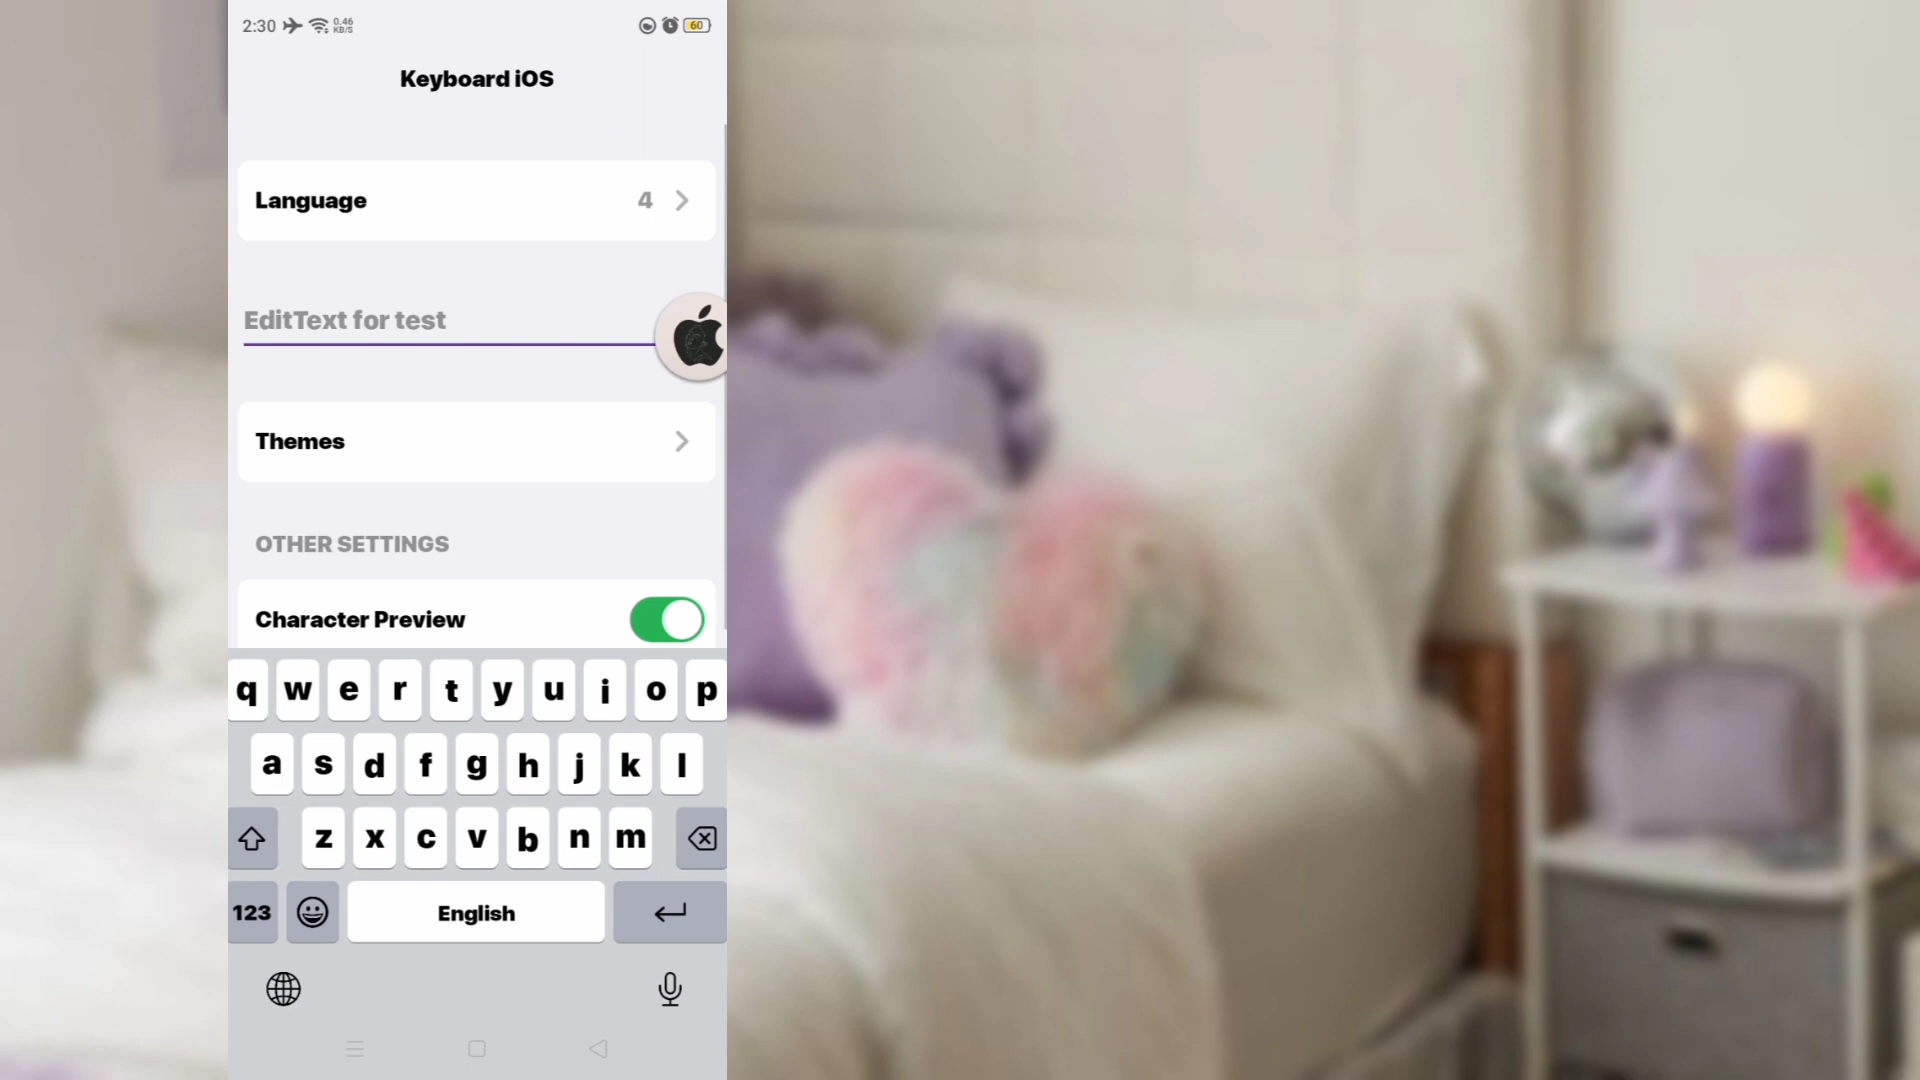 2:30 0.46 KB/S 60
Keyboard iOS
Language 4
EditText for test
Themes
OTHER SETTINGS
Character Preview
q w e r t y u i o p
a s d f g h j k l
z x c v b n m
123 English